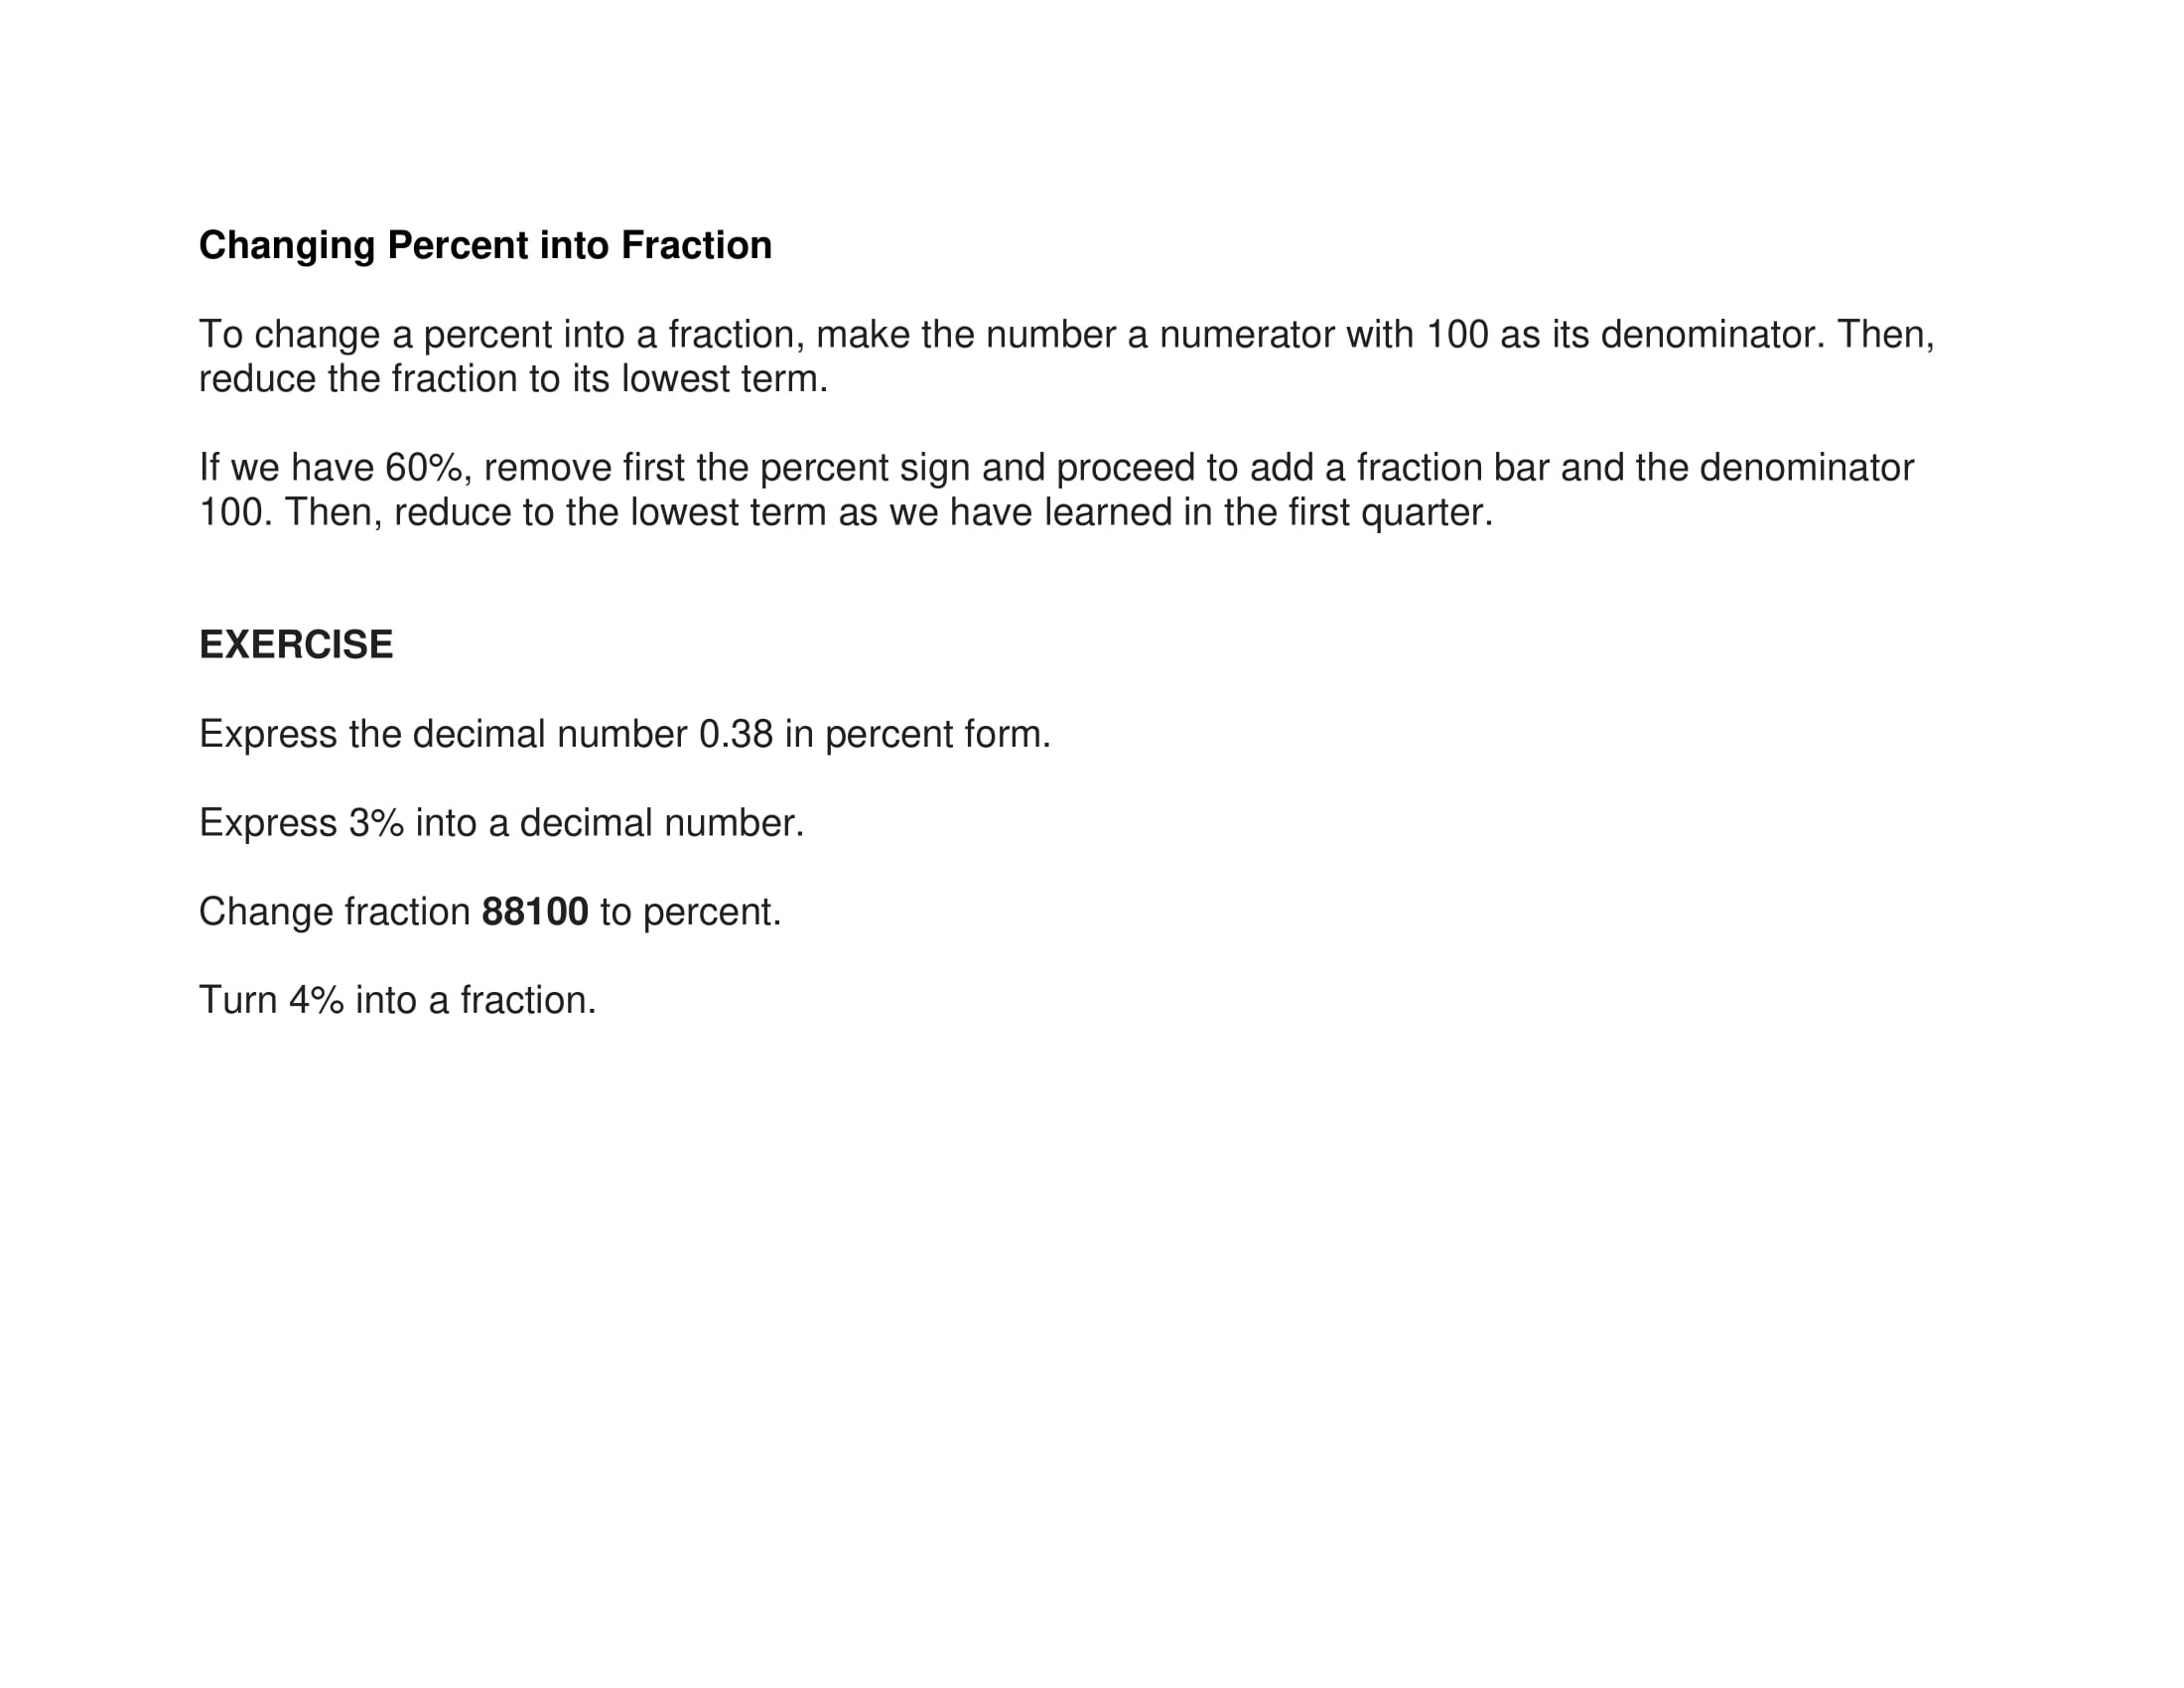 Changing Percent into Fraction
To change a percent into a fraction, make the number a numerator with 100 as its denominator. Then,
reduce the fraction to its lowest term.
If we have 60%, remove first the percent sign and proceed to add a fraction bar and the denominator
100. Then, reduce to the lowest term as we have learned in the first quarter.
EXERCISE
Express the decimal number 0.38 in percent form.
Express 3% into a decimal number.
Change fraction 88100 to percent.
Turn 4% into a fraction.